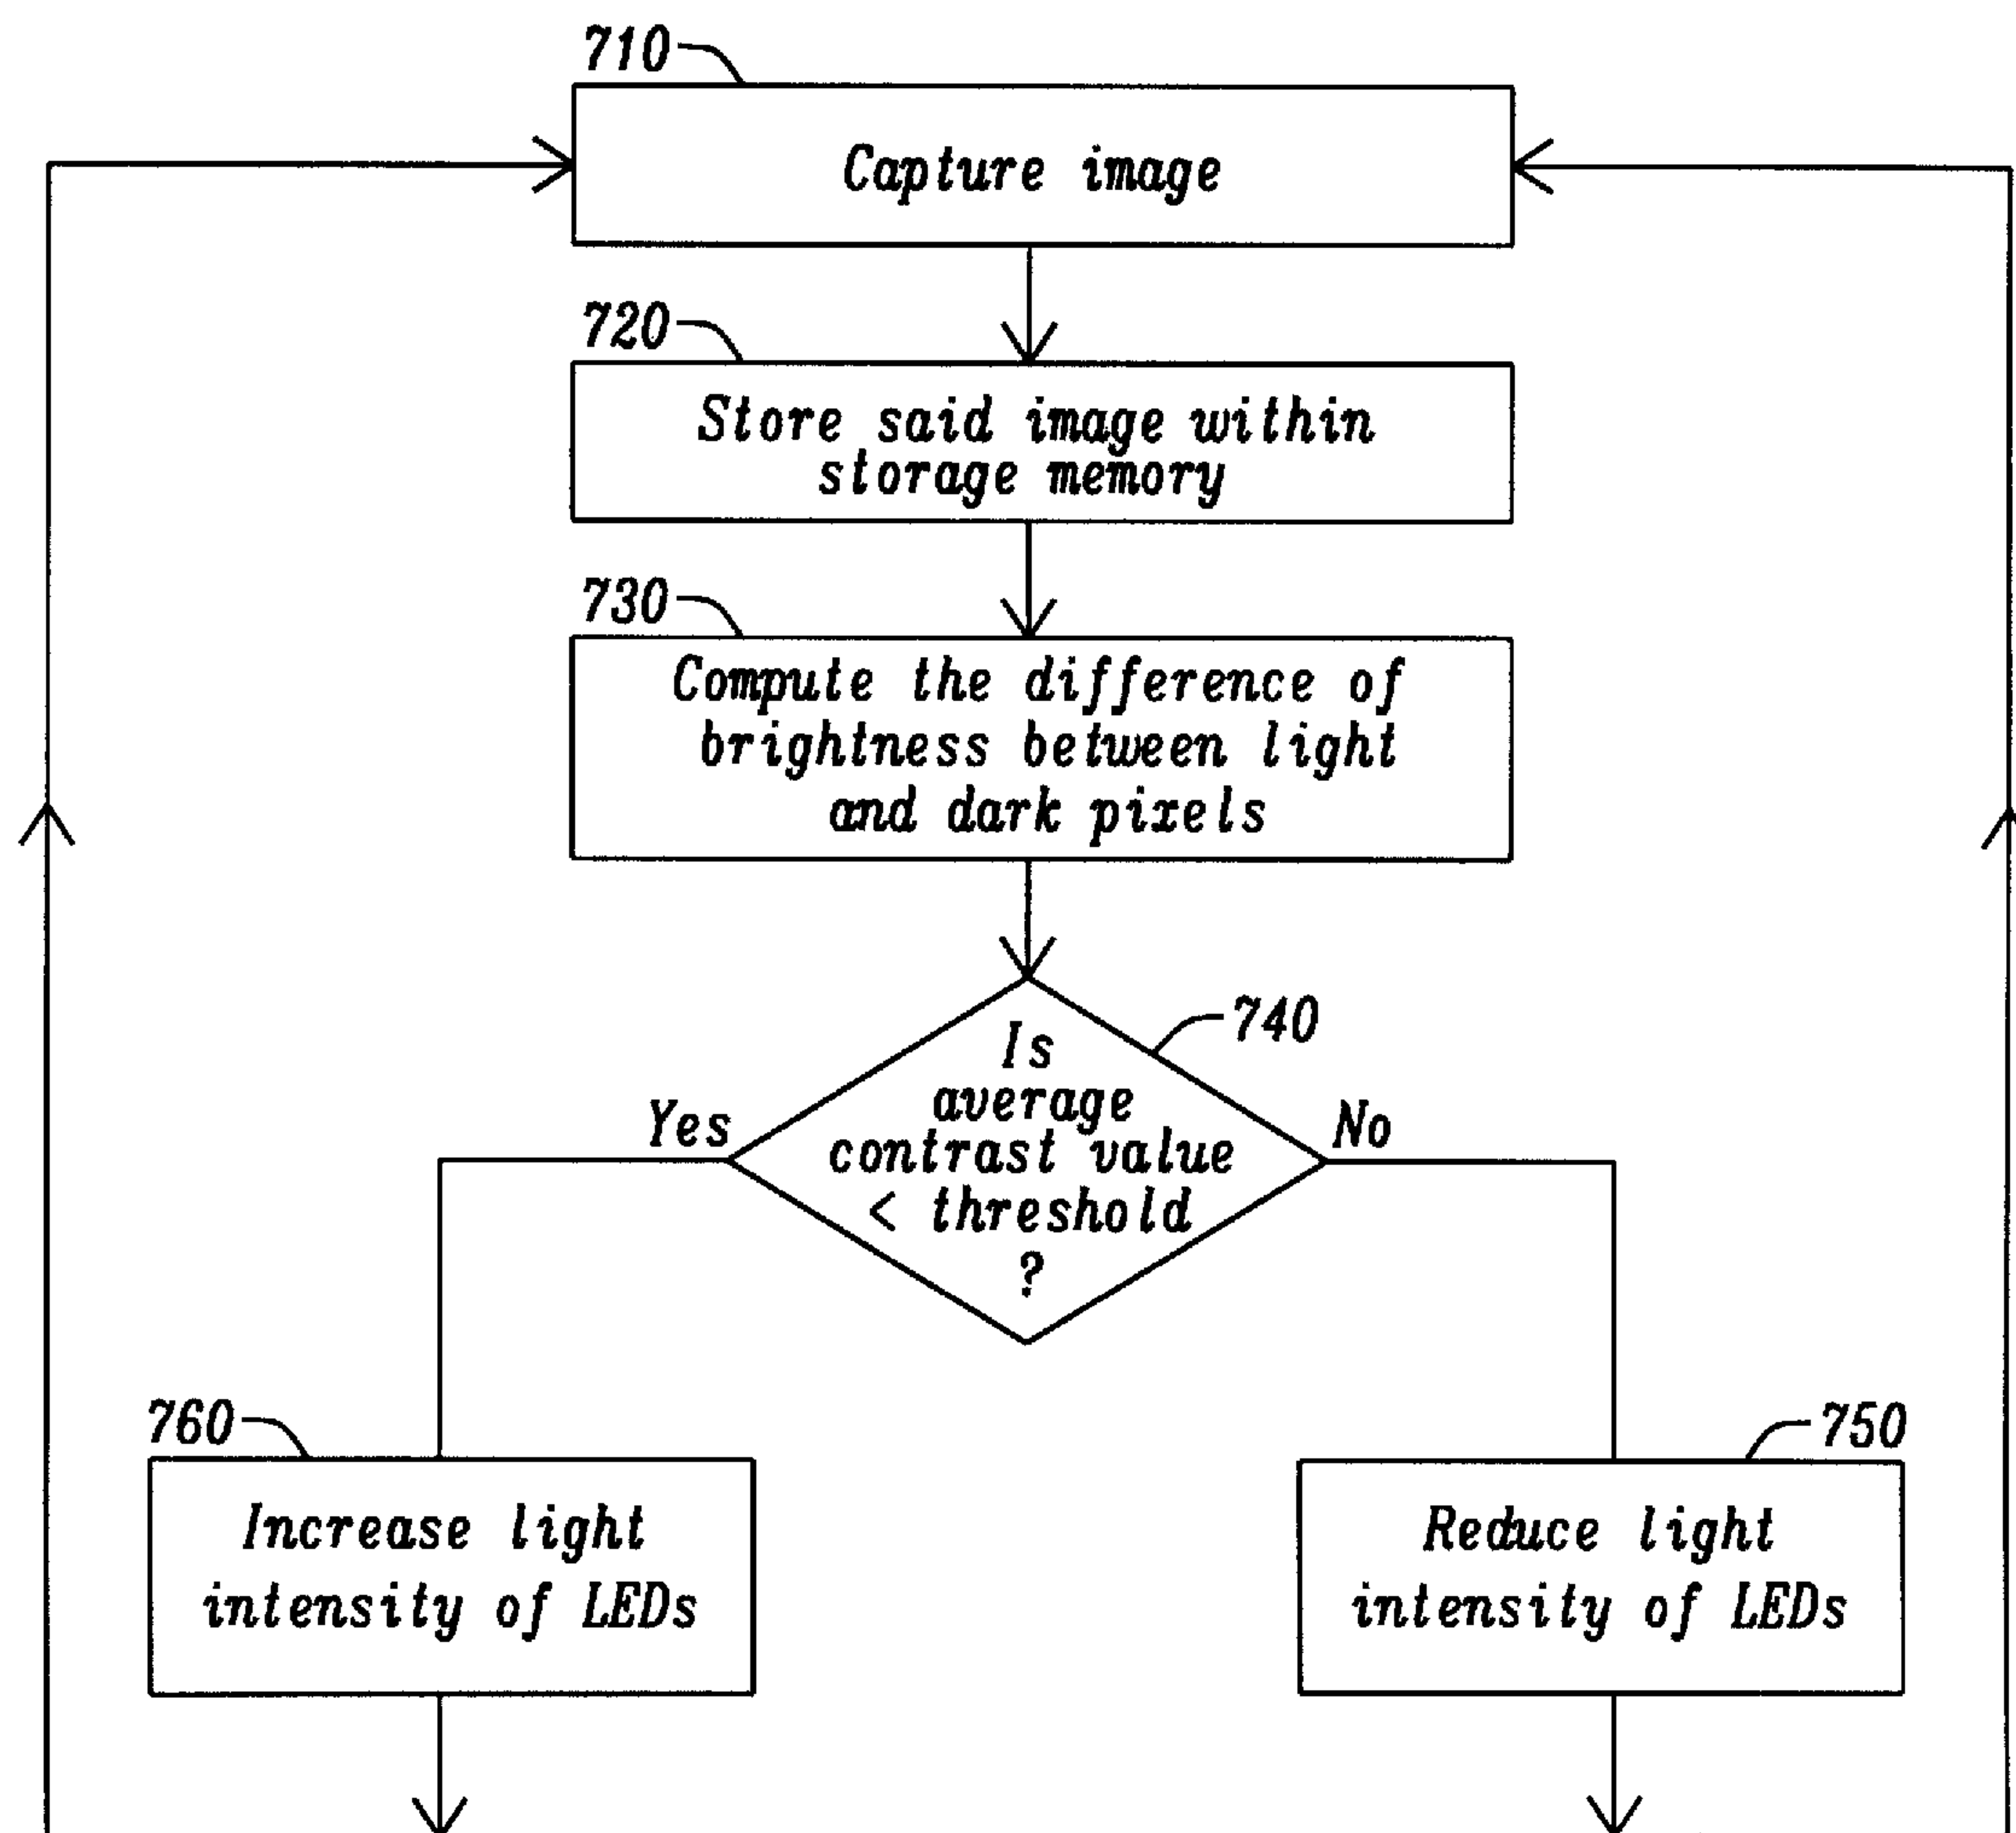 710
Capture image
720
Store said image within
storage memory
730
Compute the difference of
brightness between light
and dark pixels
740
Is
average
contrast value
< threshold
?
Yes
No
760
Increase light
intensity of LEDs
750
Reduce light
intensity of LEDs